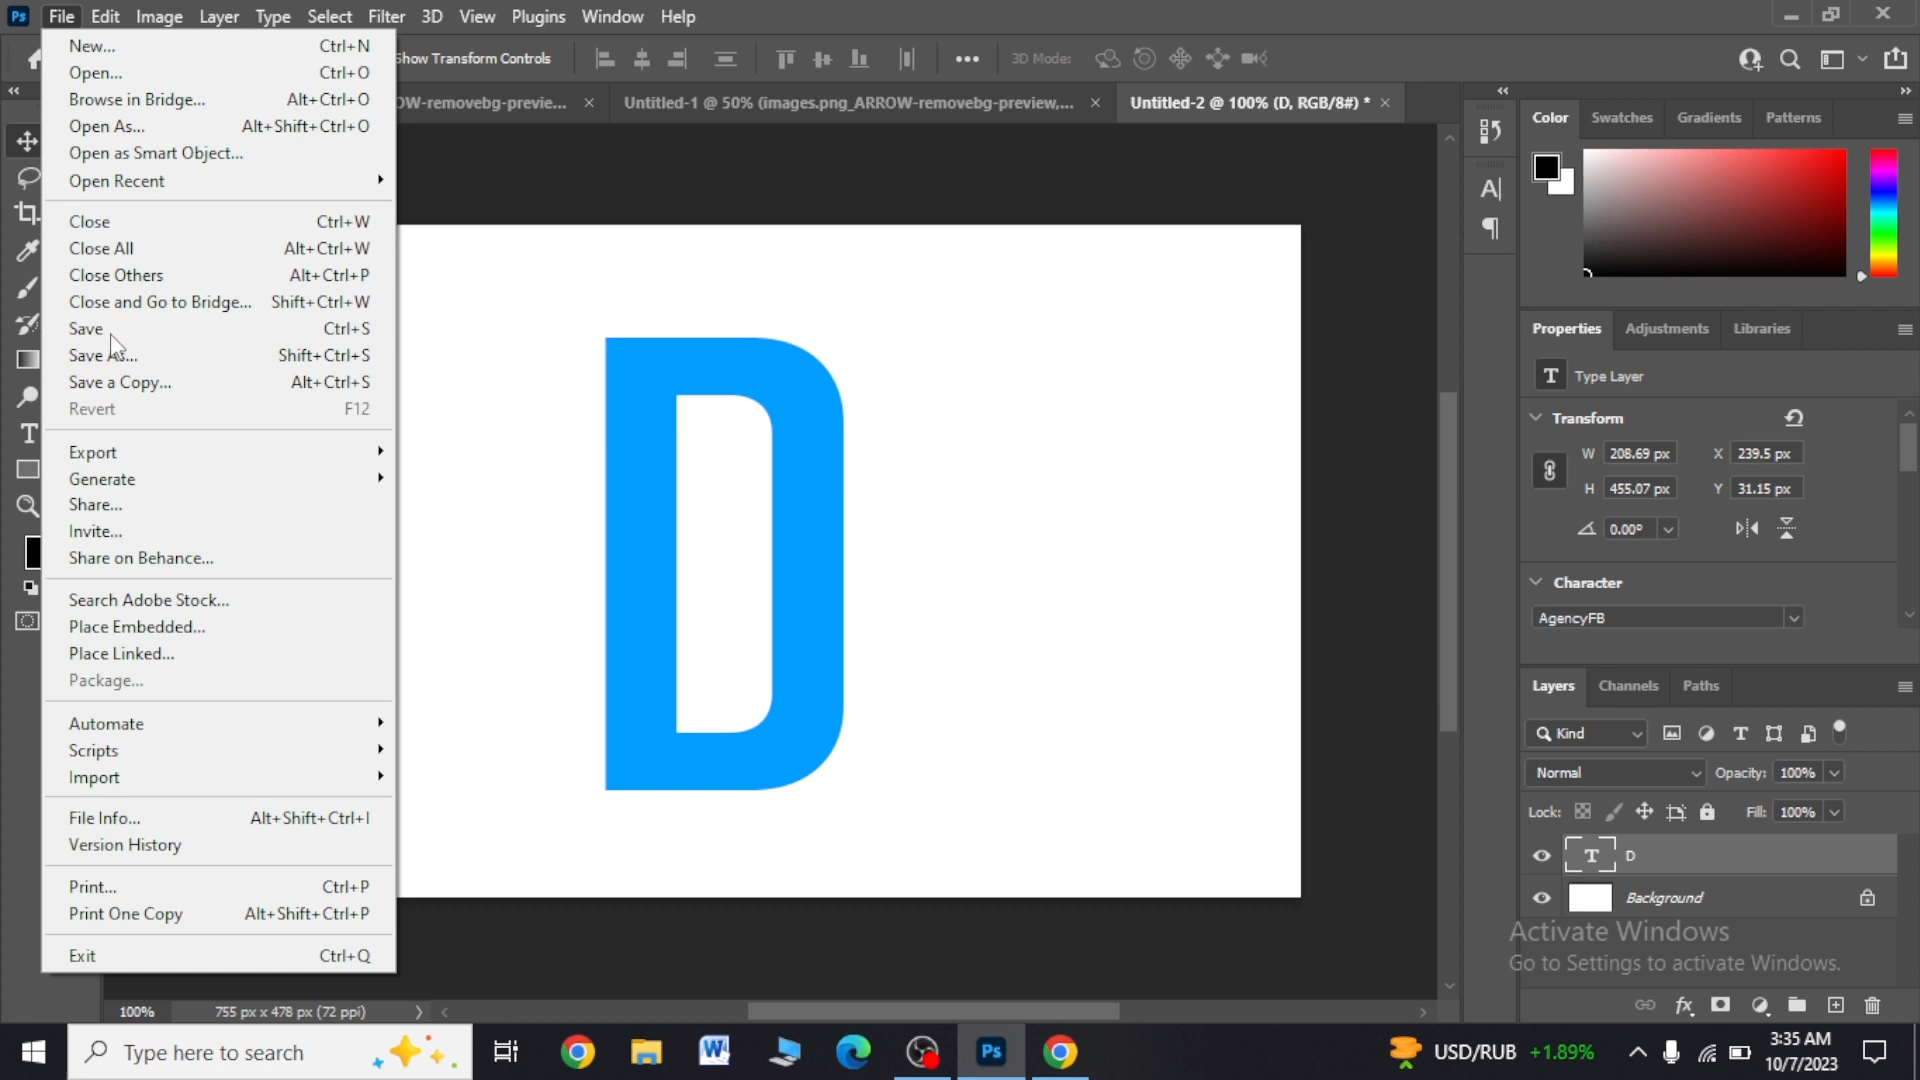 Ps File Edit Image Layer Type Select Filter 3D View Plugins Window Help
Show Transform Controls 3D Mode:
OW-removebg-previe... × Untitled-1 @ 50% (images.png_ARROW-removebg-preview,... × Untitled-2 @ 100% (D, RGB/8#) * ×
New... Ctrl+N
Open... Ctrl+O
Browse in Bridge... Alt+Ctrl+O
Open As... Alt+Shift+Ctrl+O
Open as Smart Object...
Open Recent
Close Ctrl+W
Close All Alt+Ctrl+W
Close Others Alt+Ctrl+P
Close and Go to Bridge... Shift+Ctrl+W
Save Ctrl+S
Save As... Shift+Ctrl+S
Save a Copy... Alt+Ctrl+S
Revert F12
Export
Generate
Share...
Invite...
Share on Behance...
Search Adobe Stock...
Place Embedded...
Place Linked...
Package...
Automate
Scripts
Import
File Info... Alt+Shift+Ctrl+I
Version History
Print... Ctrl+P
Print One Copy Alt+Shift+Ctrl+P
Exit Ctrl+Q
D
Color Swatches Gradients Patterns
Properties Adjustments Libraries
T Type Layer
Transform
W 208.69 px X 239.5 px
H 455.07 px Y 31.15 px
0.00°
Character
AgencyFB
Layers Channels Paths
Kind
Normal Opacity: 100%
Lock: Fill: 100%
T D
Background
Activate Windows
Go to Settings to activate Windows.
100% 755 px x 478 px (72 ppi)
Type here to search
USD/RUB +1.89%
3:35 AM
10/7/2023